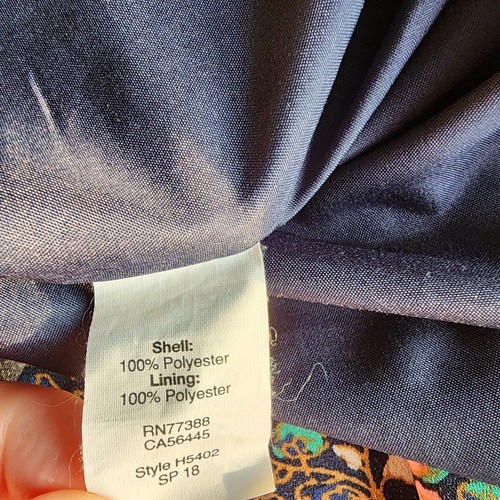 Shell:
100% Polyester
Lining:
100% Polyester
RN77388
CA56445
Style H5402
SP 18